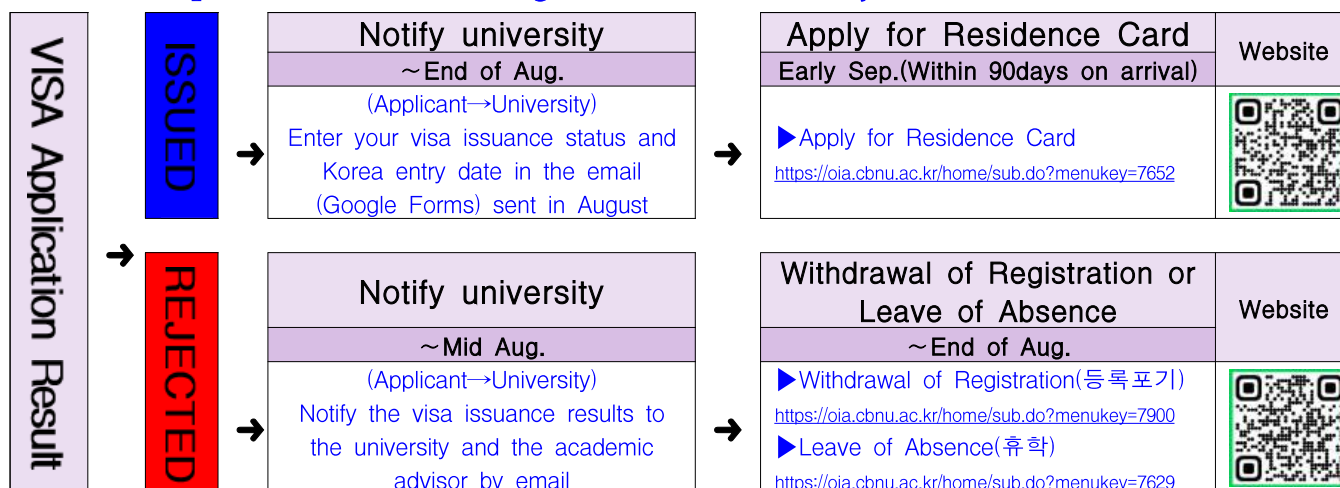 VISA Application Result
ISSUED
Notify university
~End of Aug.
(Applicant→University)
Enter your visa issuance status and
Korea entry date in the email
(Google Forms) sent in August
Apply for Residence Card
Early Sep.(Within 90days on arrival)
▶Apply for Residence Card
https://oia.cbnu.ac.kr/home/sub.do?menukey=7652
Website
REJECTED
Notify university
~Mid Aug.
(Applicant→University)
Notify the visa issuance results to
the university and the academic
advisor by email
Withdrawal of Registration or
Leave of Absence
~End of Aug.
▶Withdrawal of Registration(등록포기)
https://oia.cbnu.ac.kr/home/sub.do?menukey=7900
▶Leave of Absence(휴학)
https://oia.cbnu.ac.kr/home/sub.do?menukey=7629
Website